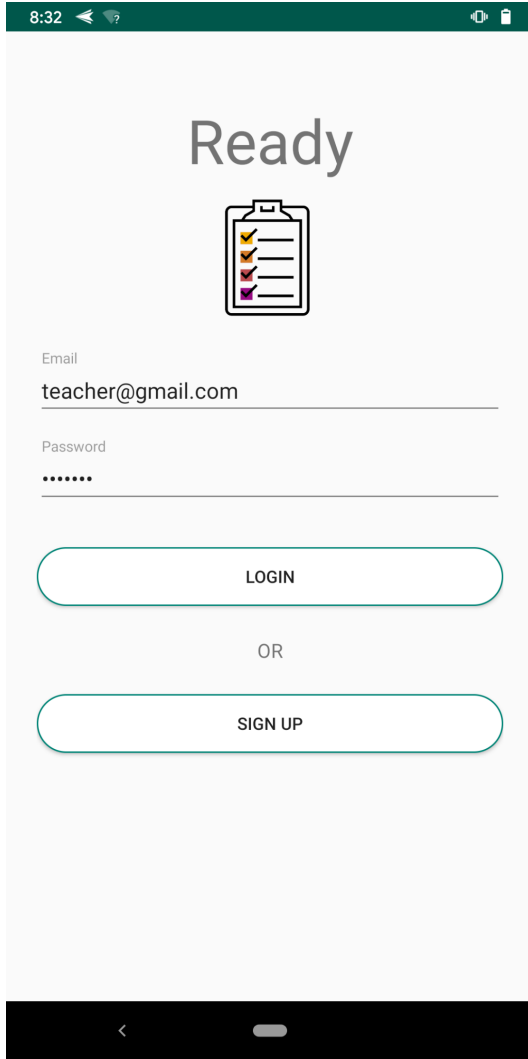 8:32
Ready
Email
teacher@gmail.com
Password
•••••••
LOGIN
OR
SIGN UP